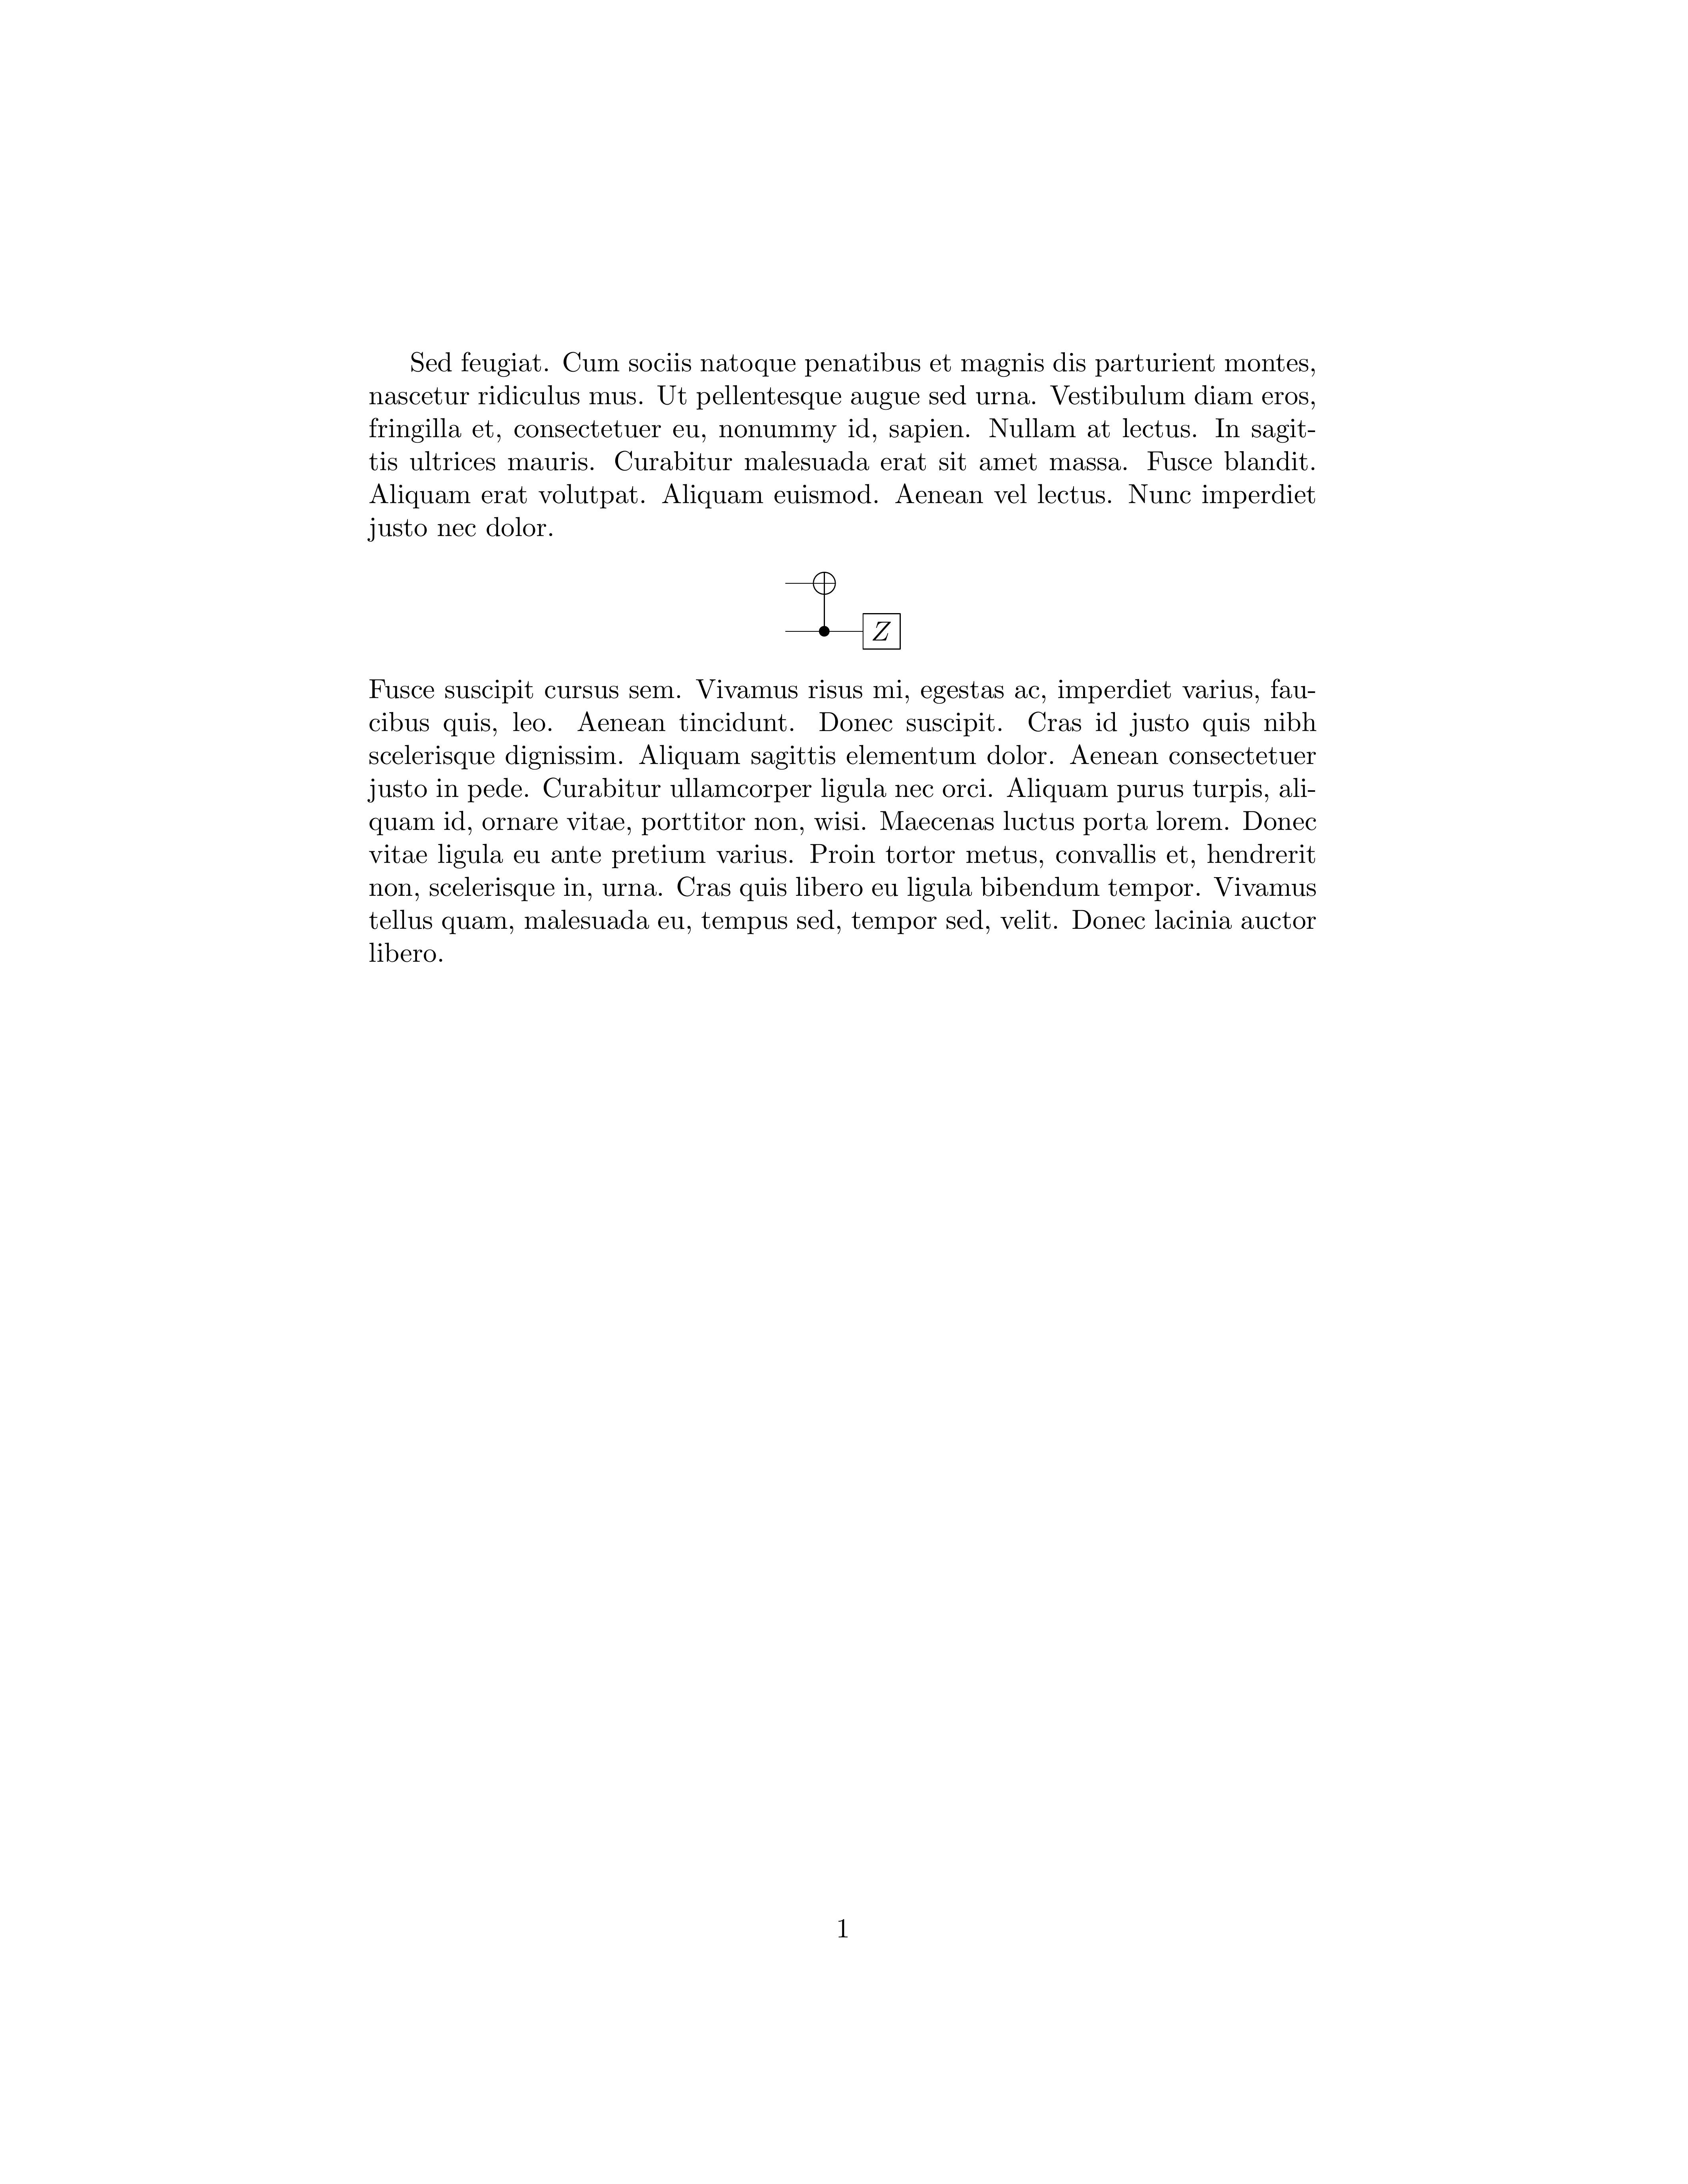 Sed feugiat. Cum sociis natoque penatibus et magnis dis parturient montes,
nascetur ridiculus mus. Ut pellentesque augue sed urna. Vestibulum diam eros,
fringilla et, consectetuer eu, nonummy id, sapien. Nullam at lectus. In sagit-
tis ultrices mauris. Curabitur malesuada erat sit amet massa. Fusce blandit.
Aliquam erat volutpat. Aliquam euismod. Aenean vel lectus. Nunc imperdiet
justo nec dolor.
Z
Fusce suscipit cursus sem. Vivamus risus mi, egestas ac, imperdiet varius, fau-
cibus quis, leo. Aenean tincidunt. Donec suscipit. Cras id justo quis nibh
scelerisque dignissim. Aliquam sagittis elementum dolor. Aenean consectetuer
justo in pede. Curabitur ullamcorper ligula nec orci. Aliquam purus turpis, ali-
quam id, ornare vitae, porttitor non, wisi. Maecenas luctus porta lorem. Donec
vitae ligula eu ante pretium varius. Proin tortor metus, convallis et, hendrerit
non, scelerisque in, urna. Cras quis libero eu ligula bibendum tempor. Vivamus
tellus quam, malesuada eu, tempus sed, tempor sed, velit. Donec lacinia auctor
libero.
1